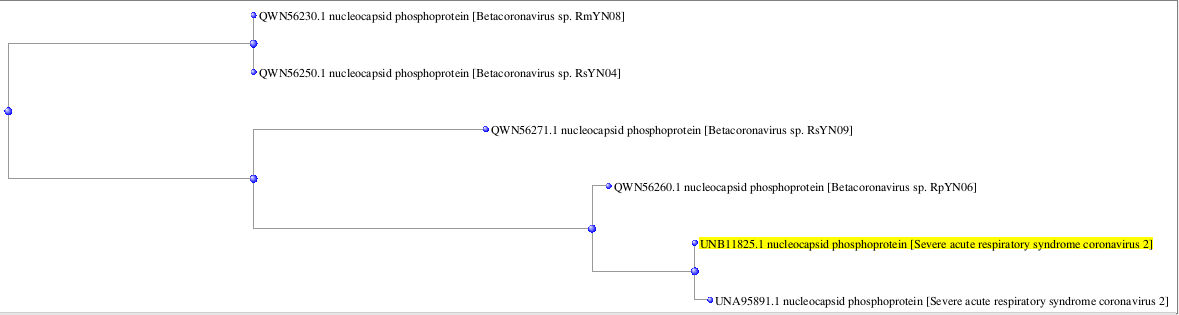 QWN56230.1 nucleocapsid phosphoprotein [Betacoronavirus sp. RmYN08]
QWN56250.1 nucleocapsid phosphoprotein [Betacoronavirus sp. RsYN04]
QWN56271.1 nucleocapsid phosphoprotein [Betacoronavirus sp. RsYN09]
QWN56260.1 nucleocapsid phosphoprotein [Betacoronavirus sp. RpYN06]
UNB11825.1 nucleocapsid phosphoprotein [Severe acute respiratory syndrome coronavirus 2]
UNA95891.1 nucleocapsid phosphoprotein [Severe acute respiratory syndrome coronavirus 2]